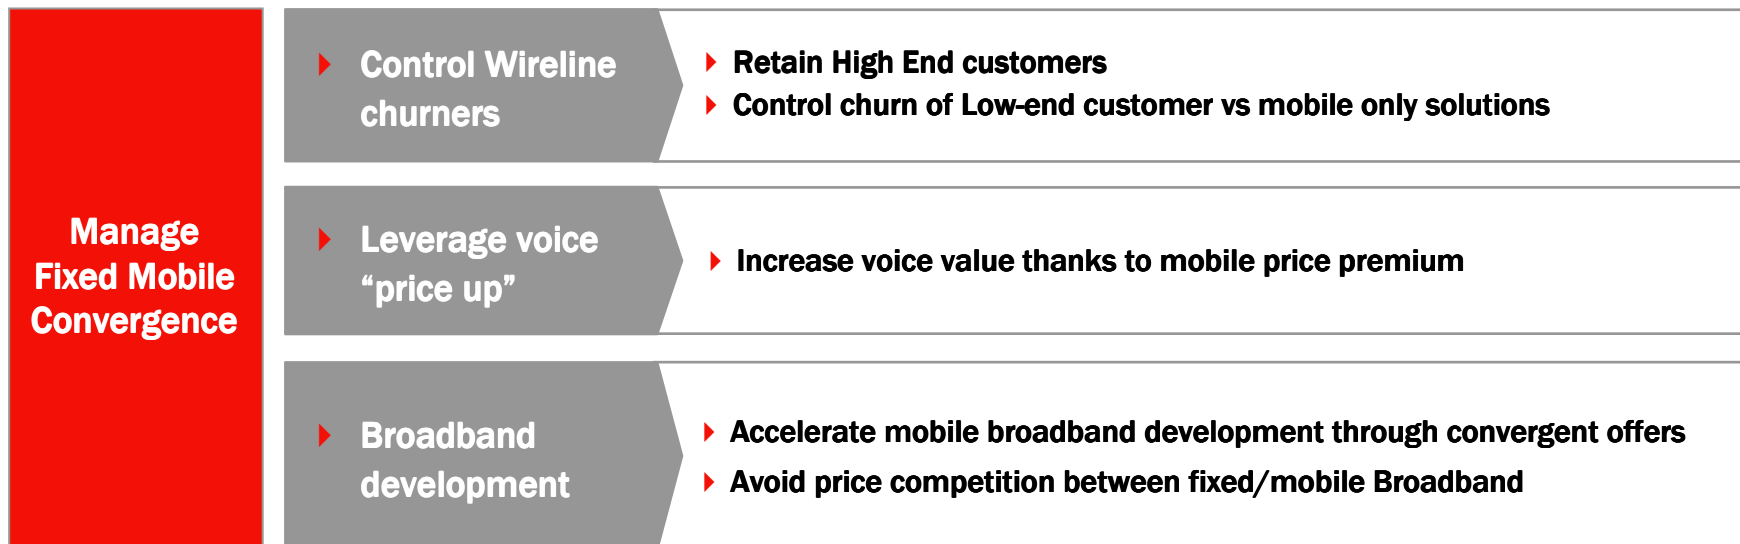 Manage
Fixed Mobile
Convergence
Control Wireline
churners
Retain High End customers
Control churn of Low-end customer vs mobile only solutions
Leverage voice
“price up”
Increase voice value thanks to mobile price premium
Broadband
development
Accelerate mobile broadband development through convergent offers
Avoid price competition between fixed/mobile Broadband